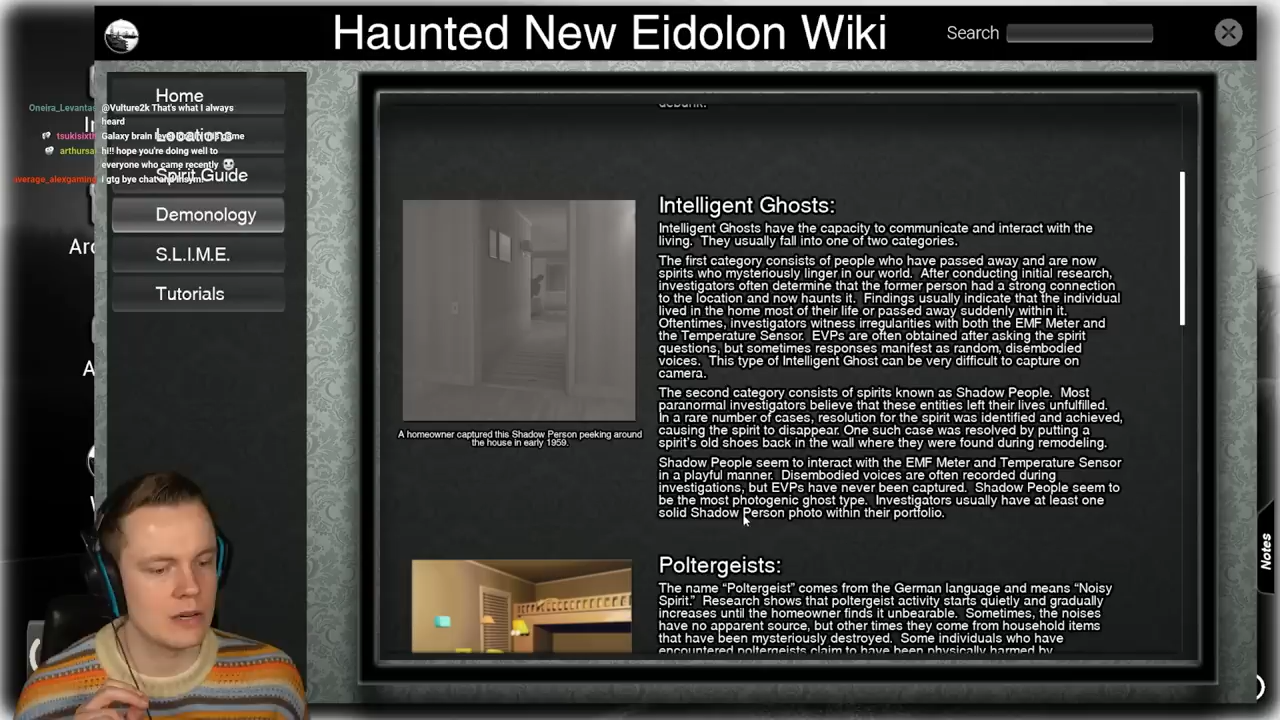 Haunted New Eidolon Wiki
Search
Home
Oneira_Levantas @Vulture2k That's what I always
heard
tsukisixth Galaxy brain
game
arthursa hi!! hope you're doing well to
everyone who came recently
average_alexgaming i gtg bye chat and insym!
Spirit Guide
Demonology
S.L.I.M.E.
Tutorials
debunk.
Intelligent Ghosts:
Intelligent Ghosts have the capacity to communicate and interact with the
living. They usually fall into one of two categories.
The first category consists of people who have passed away and are now
spirits who mysteriously linger in our world. After conducting initial research,
investigators often determine that the former person had a strong connection
to the location and now haunts it. Findings usually indicate that the individual
lived in the home most of their life or passed away suddenly within it.
Oftentimes, investigators witness irregularities with both the EMF Meter and
the Temperature Sensor. EVPs are often obtained after asking the spirit
questions, but sometimes responses manifest as random, disembodied
voices. This type of Intelligent Ghost can be very difficult to capture on
camera.
The second category consists of spirits known as Shadow People. Most
paranormal investigators believe that these entities left their lives unfulfilled.
In a rare number of cases, resolution for the spirit was identified and achieved,
causing the spirit to disappear. One such case was resolved by putting a
spirit's old shoes back in the wall where they were found during remodeling.
Shadow People seem to interact with the EMF Meter and Temperature Sensor
in a playful manner. Disembodied voices are often recorded during
investigations, but EVPs have never been captured. Shadow People seem to
be the most photogenic ghost type. Investigators usually have at least one
solid Shadow Person photo within their portfolio.
A homeowner captured this Shadow Person peeking around
the house in early 1959.
Poltergeists:
The name “Poltergeist” comes from the German language and means “Noisy
Spirit.” Research shows that poltergeist activity starts quietly and gradually
increases until the homeowner finds it unbearable. Sometimes, the noises
have no apparent source, but other times they come from household items
that have been mysteriously destroyed. Some individuals who have
encountered poltergeists claim to have been physically harmed by
Notes